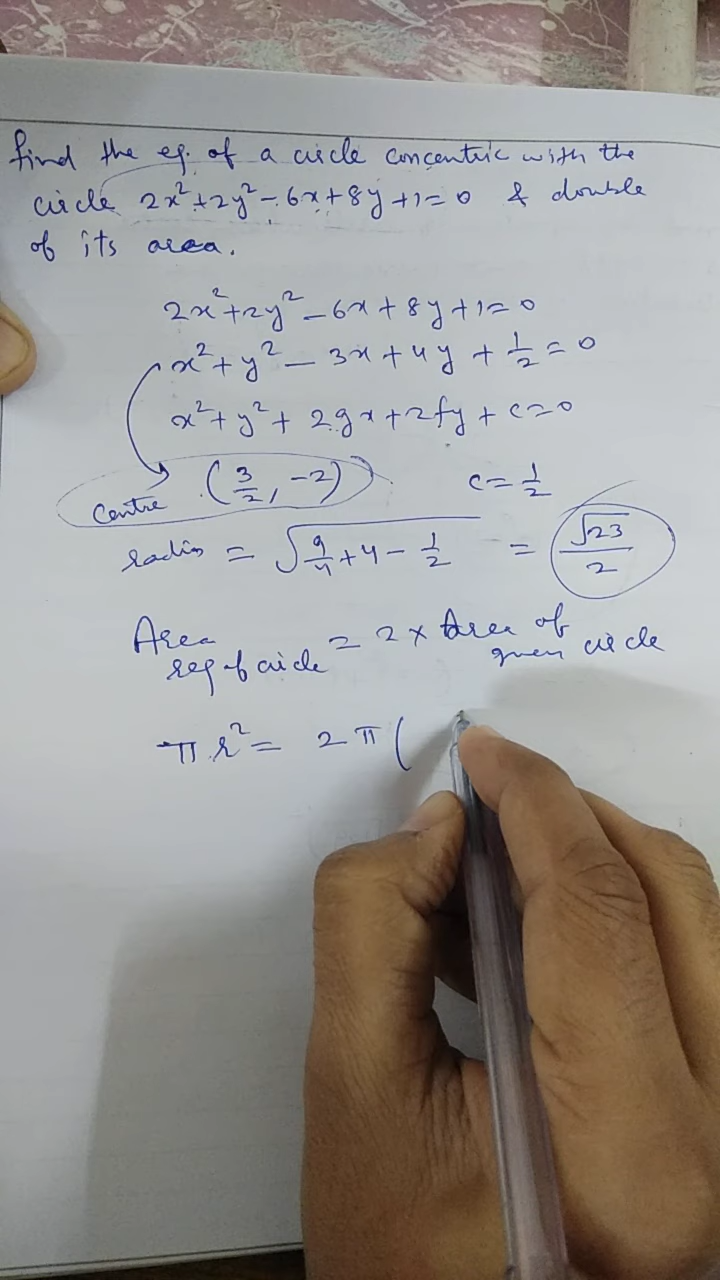 find the eq. of a circle concentric with the
circle 2x²+2y²-6x+8y+1=0 & double
of its area.
2x²+2y²-6x+8y+1=0
x²+y²-3x+4y+1/2=0
x²+y²+2gx+2fy+c=0
Centre (3/2, -2) c=1/2
radius = √(9/4+4-1/2) = √23/2
Area req of circle = 2 × Area of given circle
πr² = 2π(